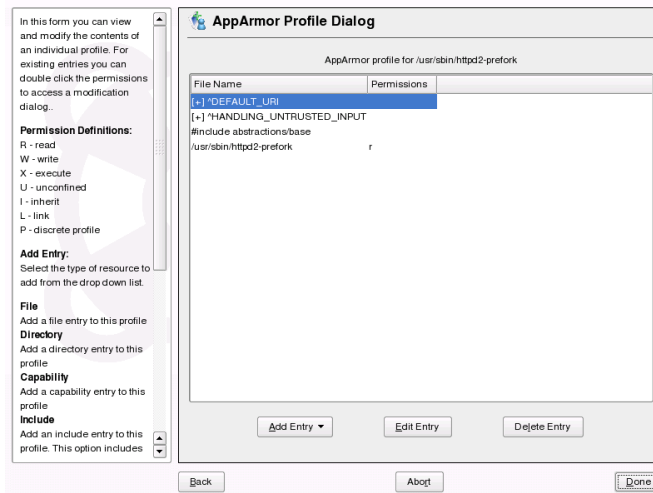 In this form you can view
and modify the contents of
an individual profile. For
existing entries you can
double click the permissions
to access a modification
dialog..
Permission Definitions:
R - read
W - write
X - execute
U - unconfined
I - inherit
L - link
P - discrete profile
Add Entry:
Select the type of resource to
add from the drop down list.
File
Add a file entry to this profile
Directory
Add a directory entry to this
profile
Capability
Add a capability entry to this
profile
Include
Add an include entry to this
profile. This option includes
AppArmor Profile Dialog
AppArmor profile for /usr/sbin/httpd2-prefork
File Name Permissions
[+] ^DEFAULT_URI
[+] ^HANDLING_UNTRUSTED_INPUT
#include abstractions/base
/usr/sbin/httpd2-prefork r
Add Entry Edit Entry Delete Entry
Back Abort Done